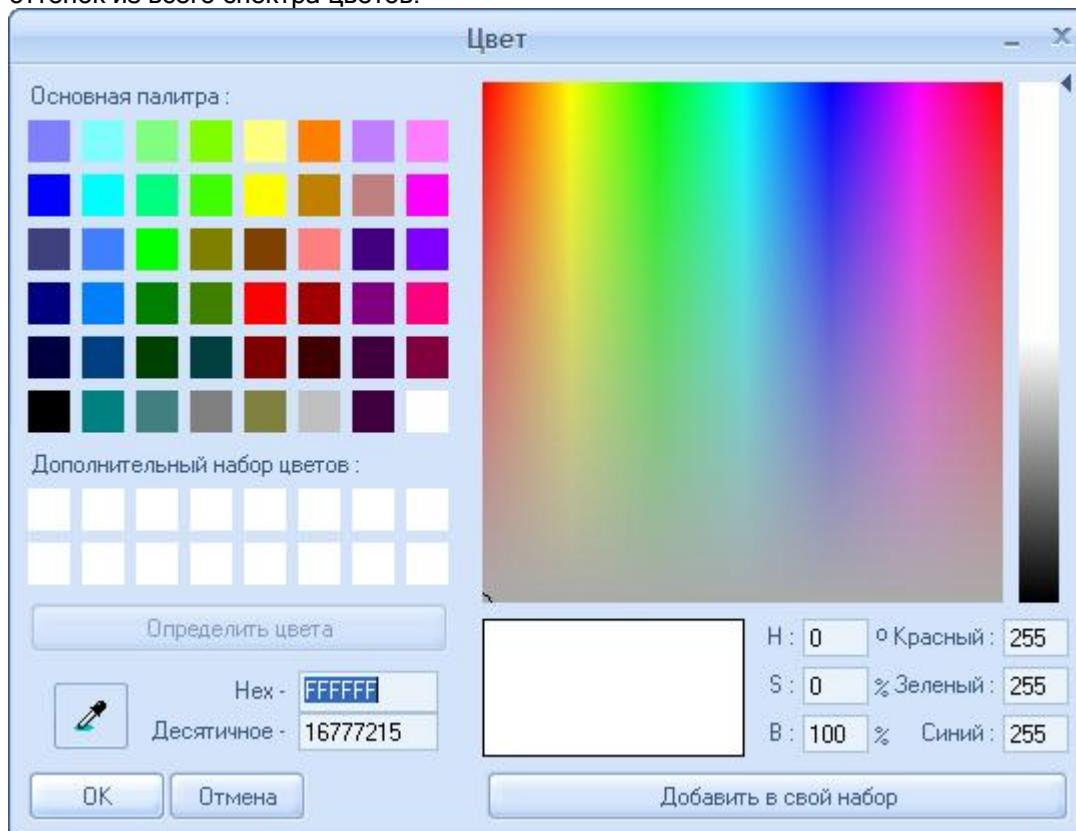 оттенок из всего спектра цветов.
Цвет
Основная палитра :
Дополнительный набор цветов :
Определить цвета
Hex - FFFFFF
Десятичное - 16777215
H : 0 º Красный : 255
S : 0 % Зеленый : 255
B : 100 % Синий : 255
OK Отмена Добавить в свой набор